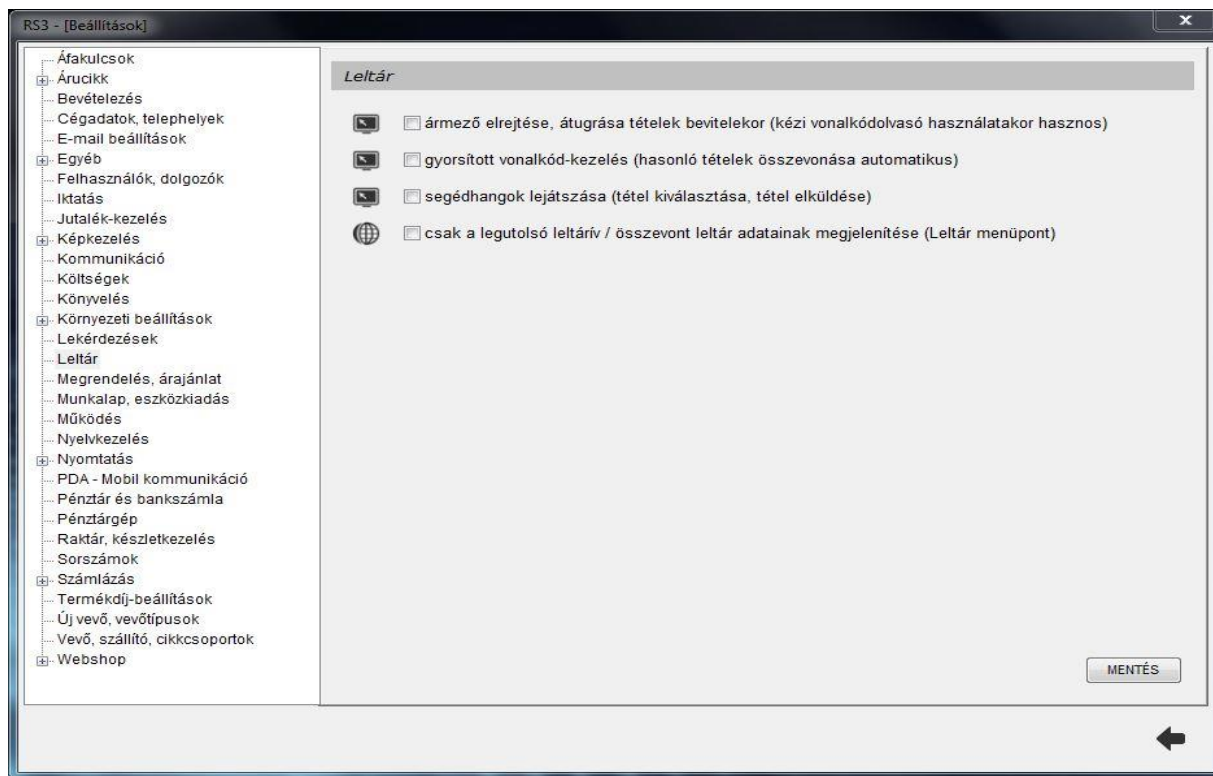 RS3 - [Beállítások]
Áfakulcsok
Árucikk
Bevételezés
Cégadatok, telephelyek
E-mail beállítások
Egyéb
Felhasználók, dolgozók
Iktatás
Jutalék-kezelés
Képkezelés
Kommunikáció
Költségek
Könyvelés
Környezeti beállítások
Lekérdezések
Leltár
Megrendelés, árajánlat
Munkalap, eszközkiadás
Működés
Nyelvkezelés
Nyomtatás
PDA - Mobil kommunikáció
Pénztár és bankszámla
Pénztárgép
Raktár, készletkezelés
Sorszámok
Számlázás
Termékdíj-beállítások
Új vevő, vevőtípusok
Vevő, szállító, cikkcsoportok
Webshop
Leltár
ármező elrejtése, átugrása tételek bevitelekor (kézi vonalkódolvasó használatakor hasznos)
gyorsított vonalkód-kezelés (hasonló tételek összevonása automatikus)
segédhangok lejátszása (tétel kiválasztása, tétel elküldése)
csak a legutolsó leltárív / összevont leltár adatainak megjelenítése (Leltár menüpont)
MENTÉS